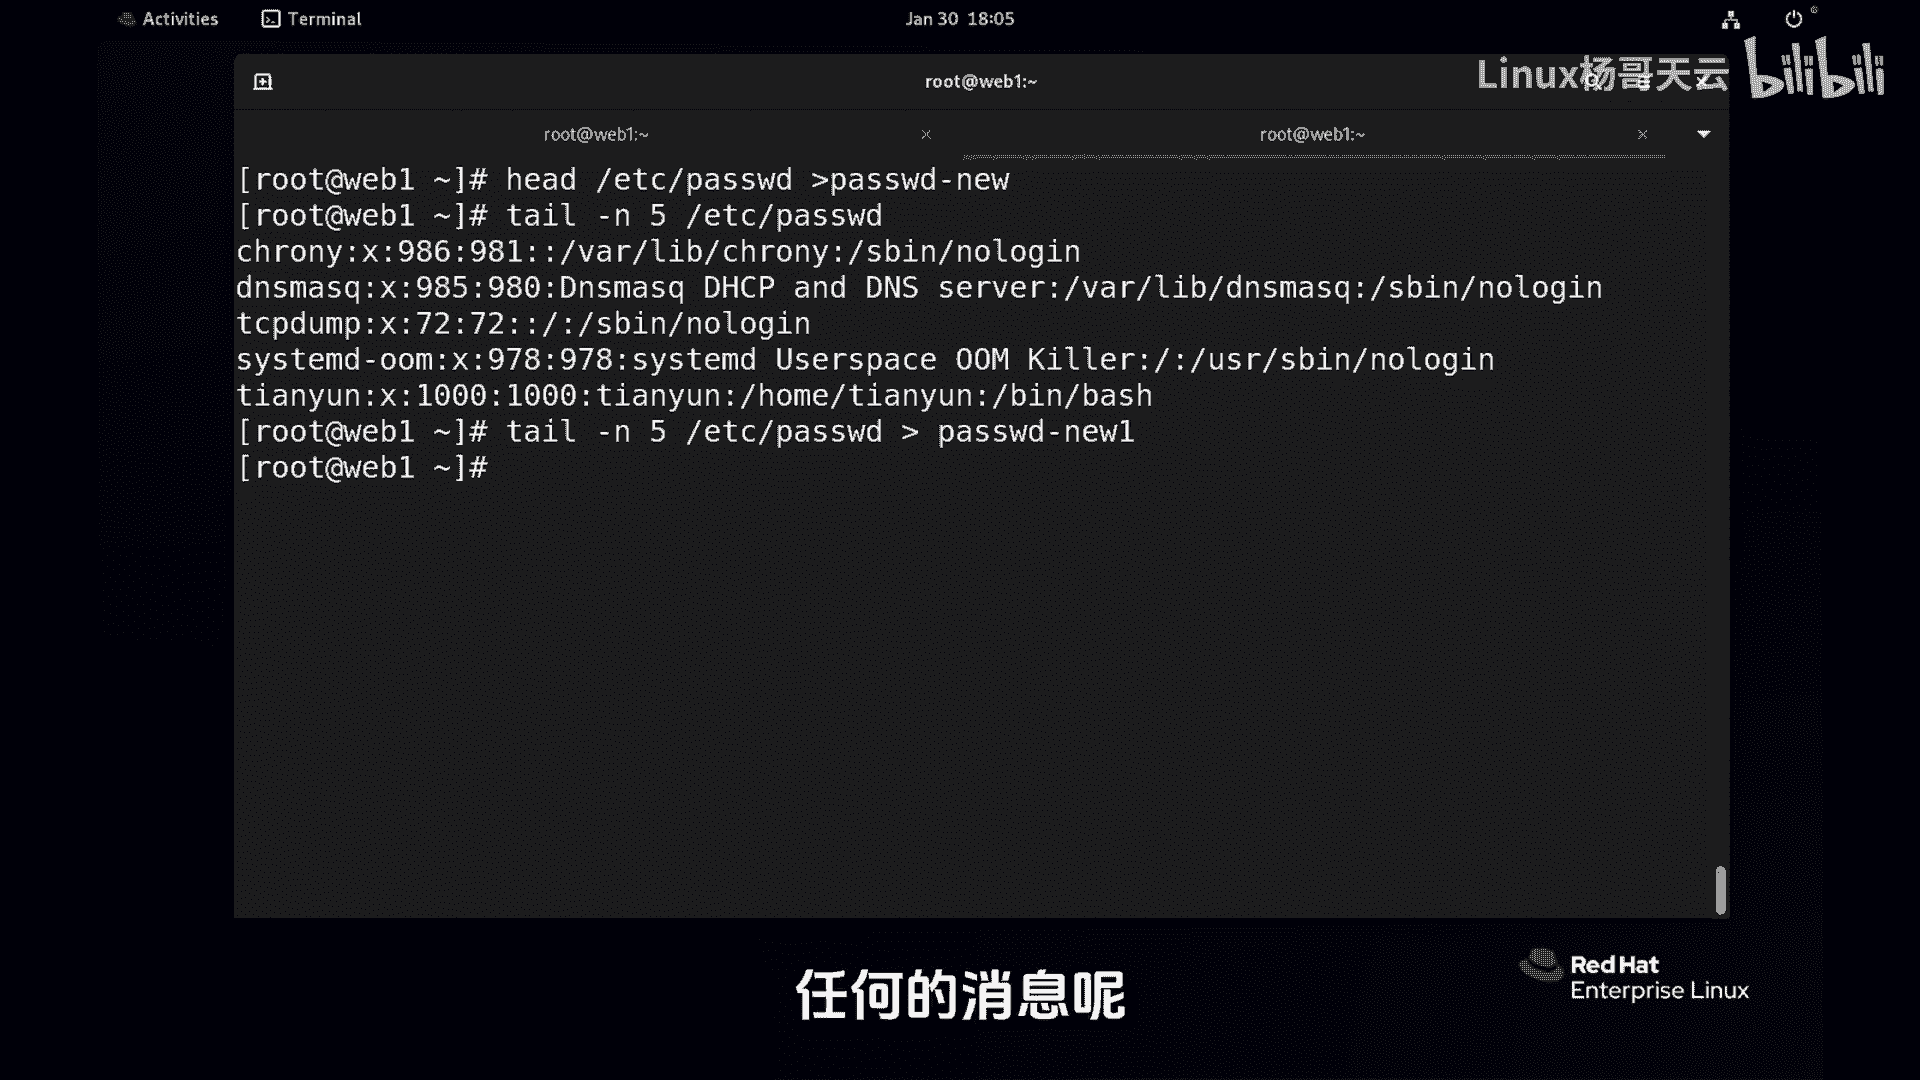 Activities Terminal Jan 30 18:05
root@web1:~
Linux杨哥天云 bilibili
root@web1:~ root@web1:~
[root@web1 ~]# head /etc/passwd >passwd-new
[root@web1 ~]# tail -n 5 /etc/passwd
chrony:x:986:981::/var/lib/chrony:/sbin/nologin
dnsmasq:x:985:980:Dnsmasq DHCP and DNS server:/var/lib/dnsmasq:/sbin/nologin
tcpdump:x:72:72::/:/sbin/nologin
systemd-oom:x:978:978:systemd Userspace OOM Killer:/:/usr/sbin/nologin
tianyun:x:1000:1000:tianyun:/home/tianyun:/bin/bash
[root@web1 ~]# tail -n 5 /etc/passwd > passwd-new1
[root@web1 ~]#
任何的消息呢
Red Hat
Enterprise Linux